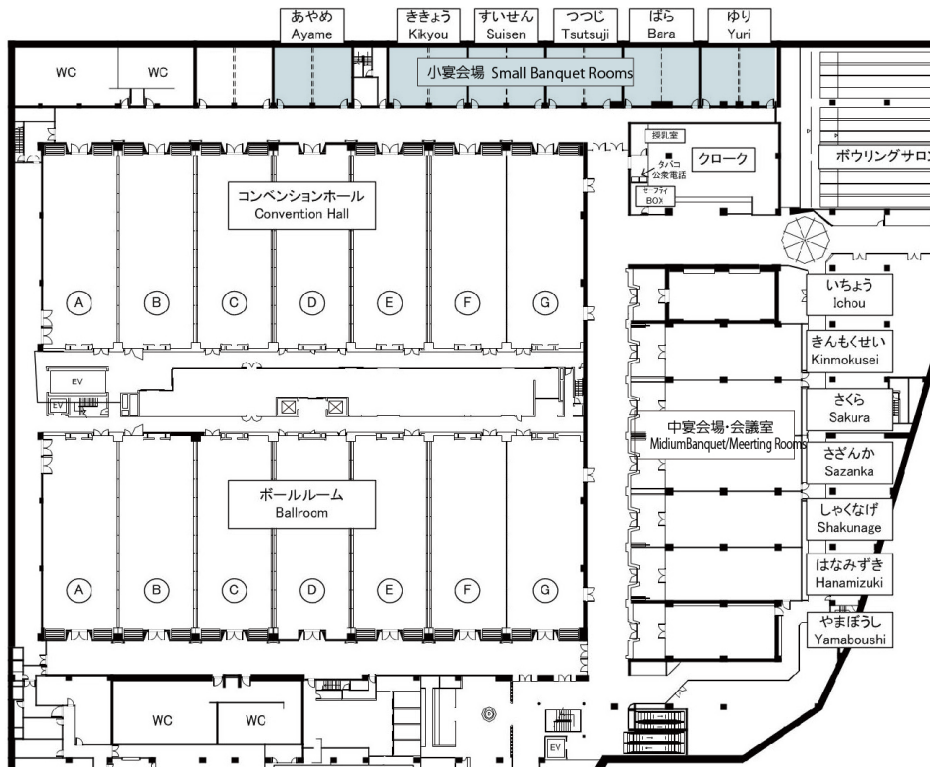 あやめ
Ayame
ききょう
Kikyou
すいせん
Suisen
つつじ
Tsutsuji
ばら
Bara
ゆり
Yuri
WC
WC
小宴会場 Small Banquet Rooms
授乳室
クローク
タバコ
公衆電話
セーフティ
BOX
ボウリングサロン
コンベンションホール
Convention Hall
A
B
C
D
E
F
G
いちょう
Ichou
きんもくせい
Kinmokusei
さくら
Sakura
さざんか
Sazanka
しゃくなげ
Shakunage
はなみずき
Hanamizuki
やまぼうし
Yamaboushi
中宴会場・会議室
MidiumBanquet/Meerting Rooms
EV
EV
ボールルーム
Ballroom
A
B
C
D
E
F
G
WC
WC
EV